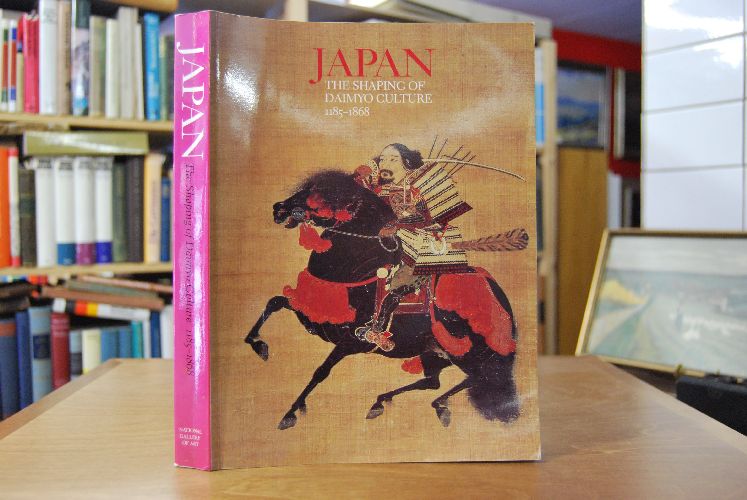 JAPAN
THE SHAPING OF
DAIMYO CULTURE
1185–1868
JAPAN The Shaping of Daimyo Culture 1185–1868
NATIONAL
GALLERY
OF ART